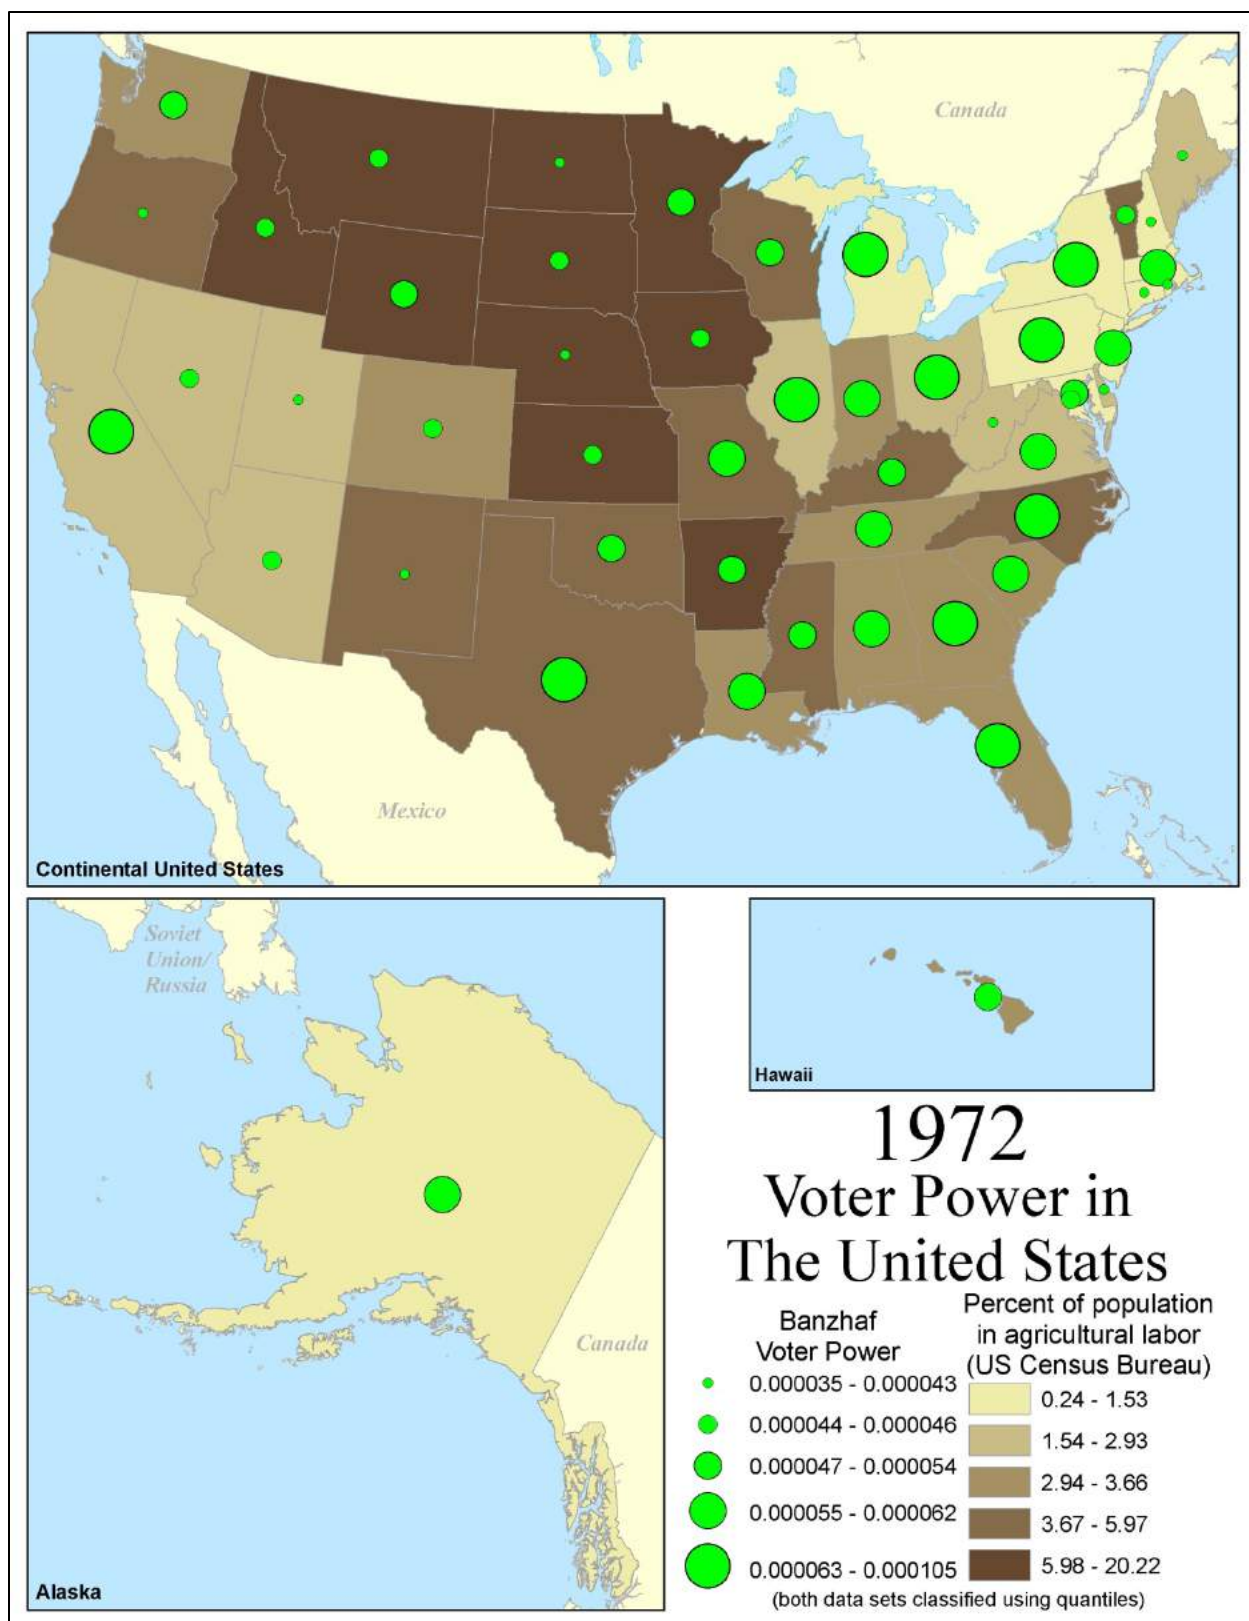 Canada
Mexico
Continental United States
Soviet
Union/
Russia
Canada
Alaska
Hawaii
1972
Voter Power in
The United States
Banzhaf
Voter Power
0.000035 - 0.000043
0.000044 - 0.000046
0.000047 - 0.000054
0.000055 - 0.000062
0.000063 - 0.000105
Percent of population
in agricultural labor
(US Census Bureau)
0.24 - 1.53
1.54 - 2.93
2.94 - 3.66
3.67 - 5.97
5.98 - 20.22
(both data sets classified using quantiles)